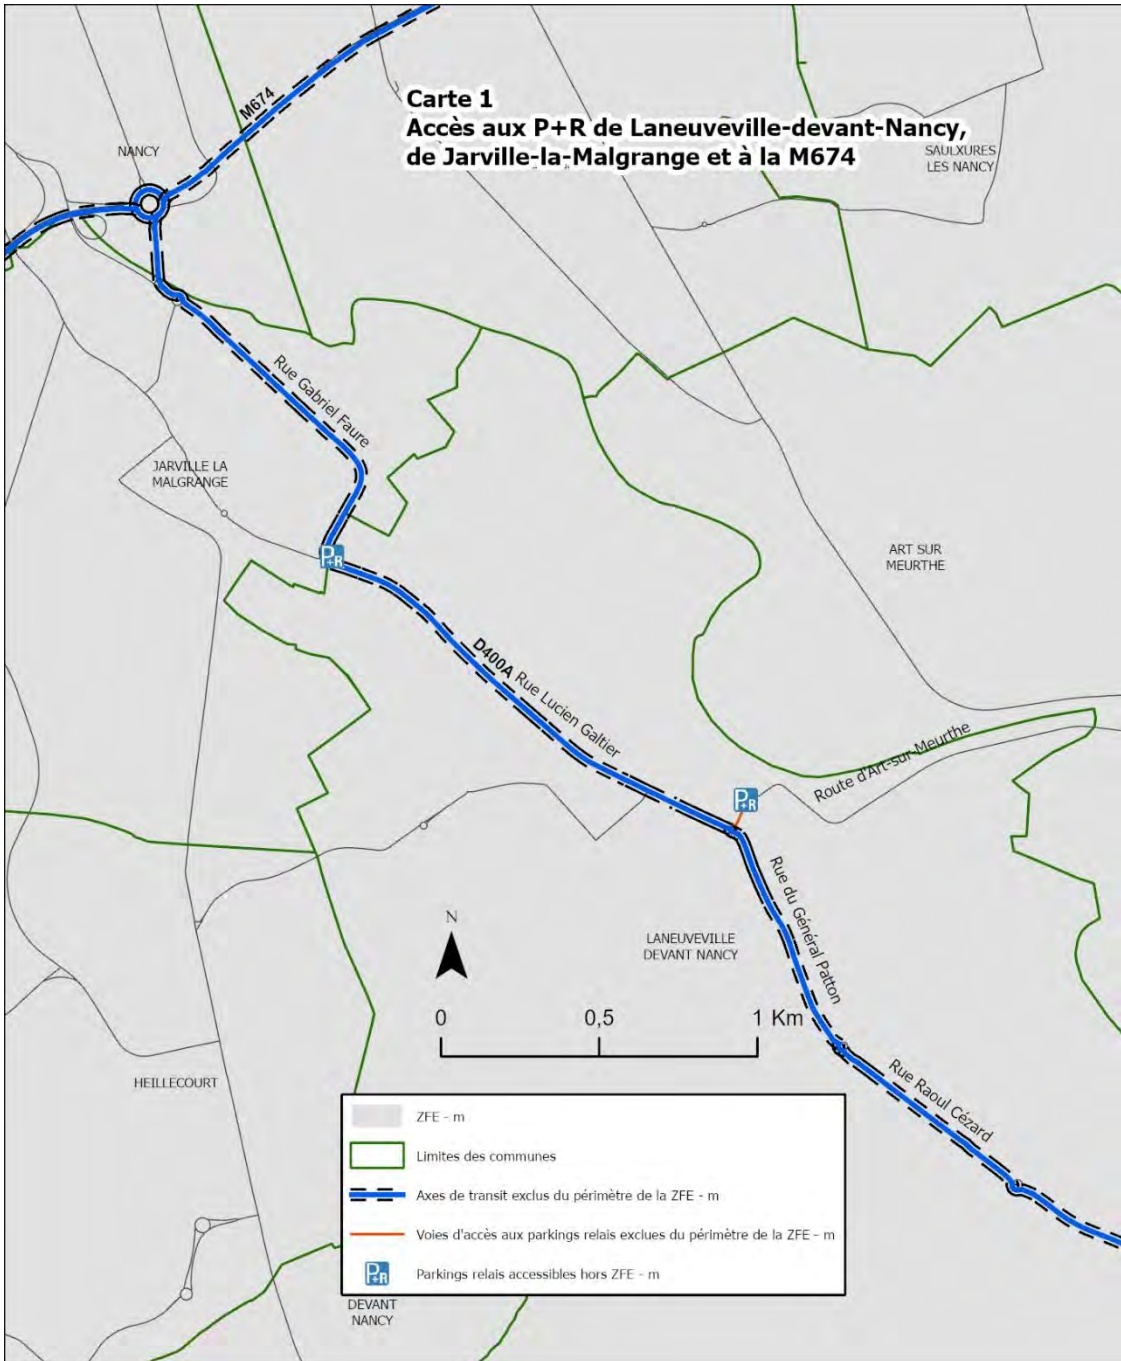 Carte 1
Accès aux P+R de Laneuveville-devant-Nancy,
de Jarville-la-Malgrange et à la M674
M674
NANCY
SAULXURES
LES NANCY
Rue Gabriel Faure
JARVILLE LA
MALGRANGE
P+R
ART SUR
MEURTHE
D400A Rue Lucien Galtier
Route d'Art-sur-Meurthe
P+R
Rue du Général Patton
LANEUVEVILLE
DEVANT NANCY
N
0 0,5 1 Km
Rue Raoul Cézard
HEILLECOURT
ZFE - m
Limites des communes
Axes de transit exclus du périmètre de la ZFE - m
Voies d'accès aux parkings relais exclues du périmètre de la ZFE - m
P+R Parkings relais accessibles hors ZFE - m
DEVANT
NANCY